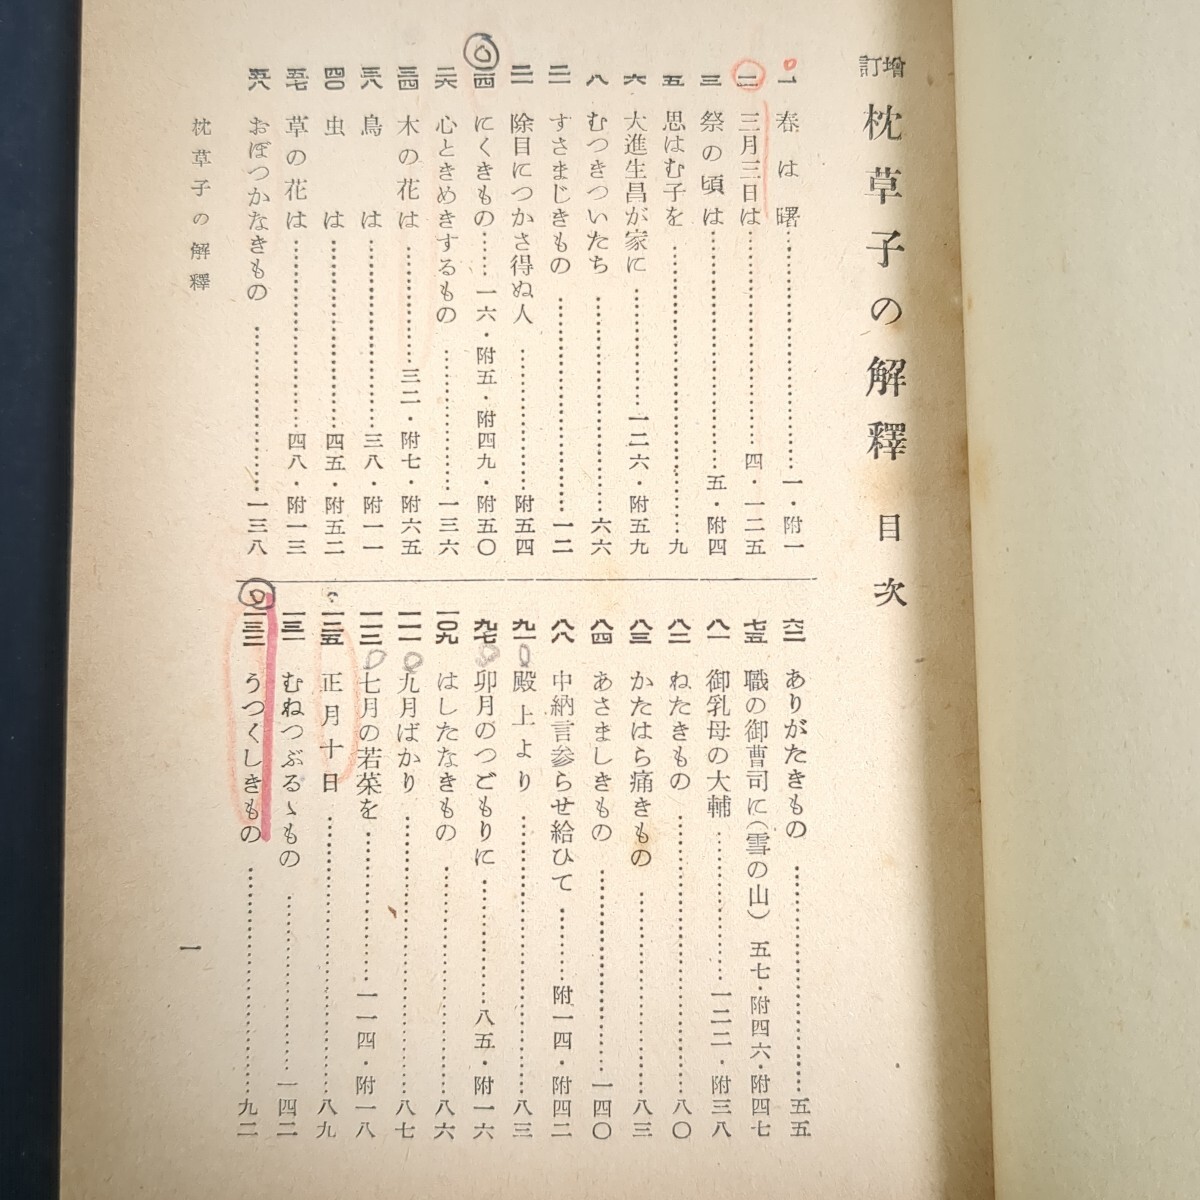 増訂 枕草子の解釋 目次
一 春は曙 一・附一
二 三月三日は 四・一二五
三 祭の頃は 五・附四
五 思はむ子を 九
六 大進生昌が家に 一二六・附五九
八 むつきついたち 六六
二一 すさまじきもの 一二
二二 除目につかさ得ぬ人 附五四
二四 にくきもの 一六・附五・附四九・附五〇
二六 心ときめきするもの 一三六
三四 木の花は 三二・附七・附六五
三八 鳥は 三八・附一一
四〇 虫は 四五・附五二
五七 草の花は 四八・附一三
五八 おぼつかなきもの 一三八
六二 ありがたきもの 五五
七五 職の御曹司に(雪の山) 五七・附四六・附四七
八一 御乳母の大輔 一二二・附三八
八二 ねたきもの 八〇
八三 かたはら痛きもの 八三
八四 あさましきもの 一四〇
八八 中納言参らせ給ひて 附一四・附四二
九一 殿上より 八三
九七 卯月のつごもりに 八五・附一六
一〇九 はしたなきもの 八六
一一一 九月ばかり 八七
一一二 七月の若菜を 一一四・附一八
一二五 正月十日 八九
一三一 むねつぶるゝもの 一四二
一三二 うつくしきもの 九二
枕草子の解釋
一